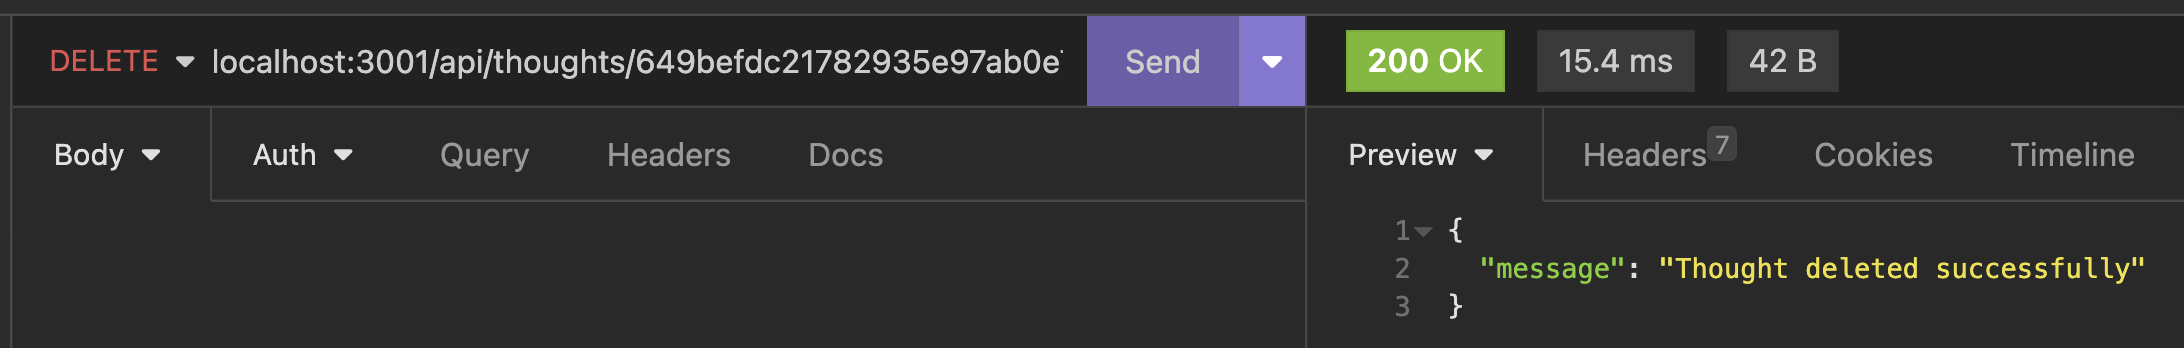 DELETE localhost:3001/api/thoughts/649befdc21782935e97ab0e Send 200 OK 15.4 ms 42 B
Body Auth Query Headers Docs Preview Headers 7 Cookies Timeline
1 {
2 "message": "Thought deleted successfully"
3 }